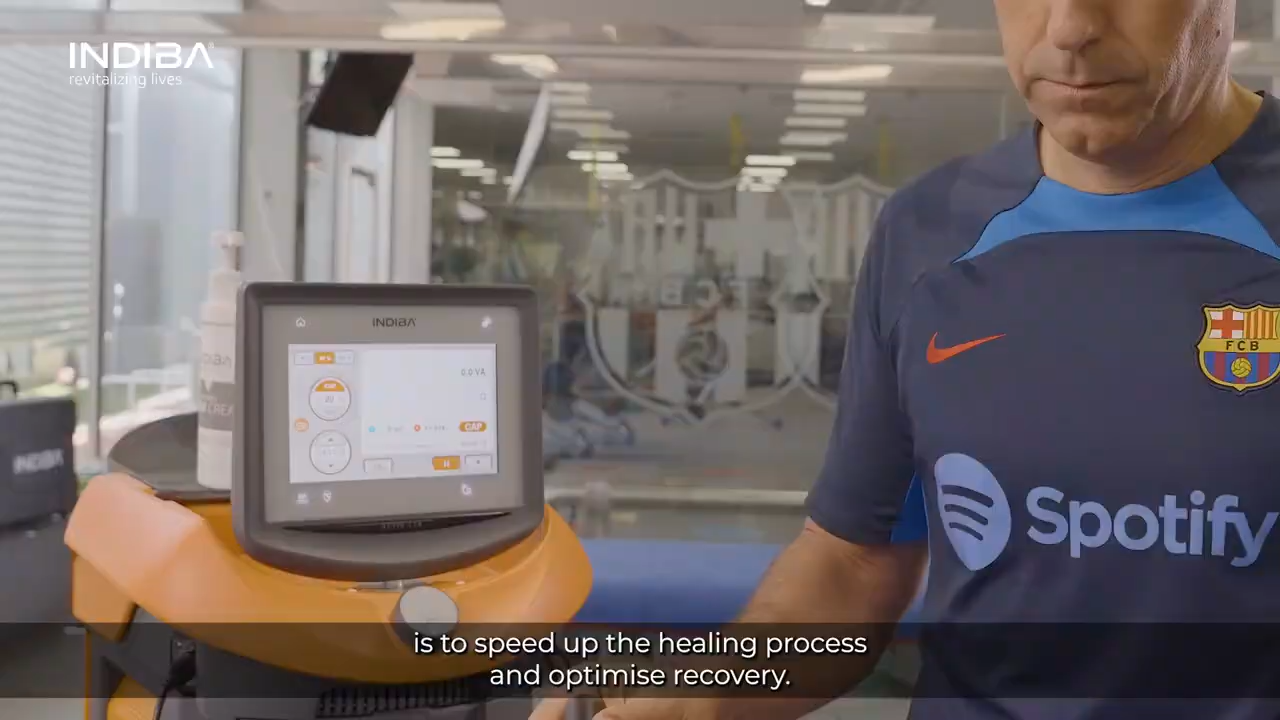 INDIBA
revitalizing lives
INDIBA
0.0 VA
CAP
CAP
FCB
Spotify
INDIBA
is to speed up the healing process
and optimise recovery.